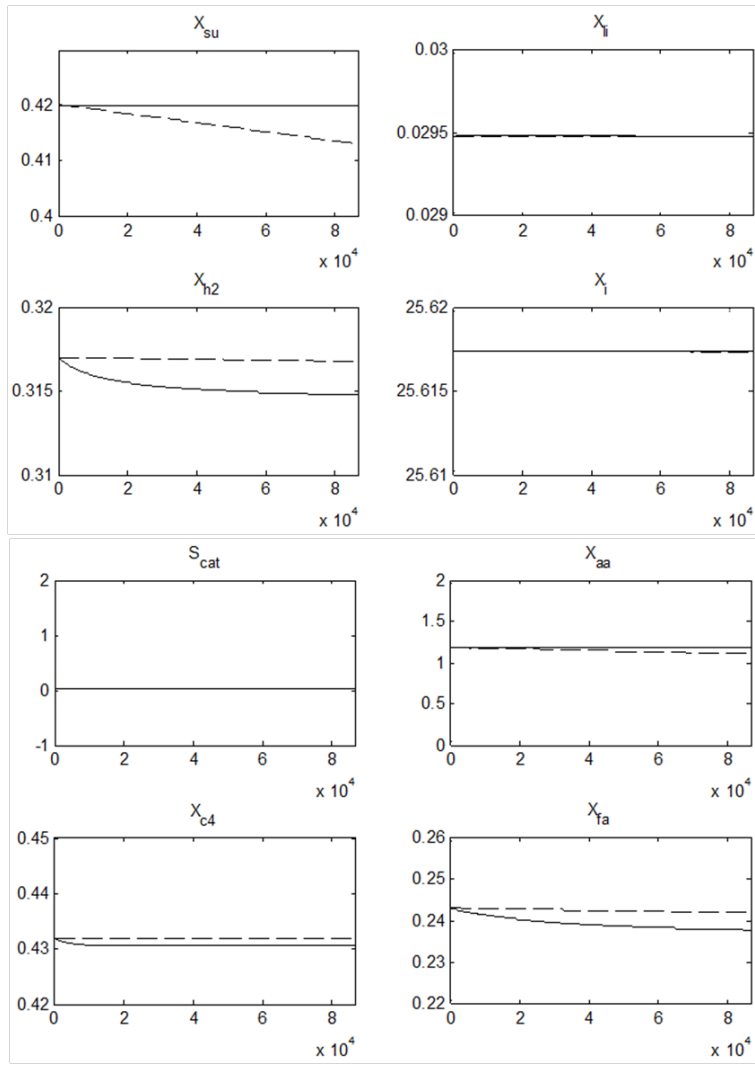 X_su
0.42
0.41
0.4
0 2 4 6 8
x 10^4
X_li
0.03
0.0295
0.029
0 2 4 6 8
x 10^4
X_h2
0.32
0.315
0.31
0 2 4 6 8
x 10^4
X_i
25.62
25.615
25.61
0 2 4 6 8
x 10^4
S_cat
2
1
0
-1
0 2 4 6 8
x 10^4
X_aa
2
1.5
1
0.5
0
0 2 4 6 8
x 10^4
X_c4
0.45
0.44
0.43
0.42
0 2 4 6 8
x 10^4
X_fa
0.26
0.25
0.24
0.23
0.22
0 2 4 6 8
x 10^4